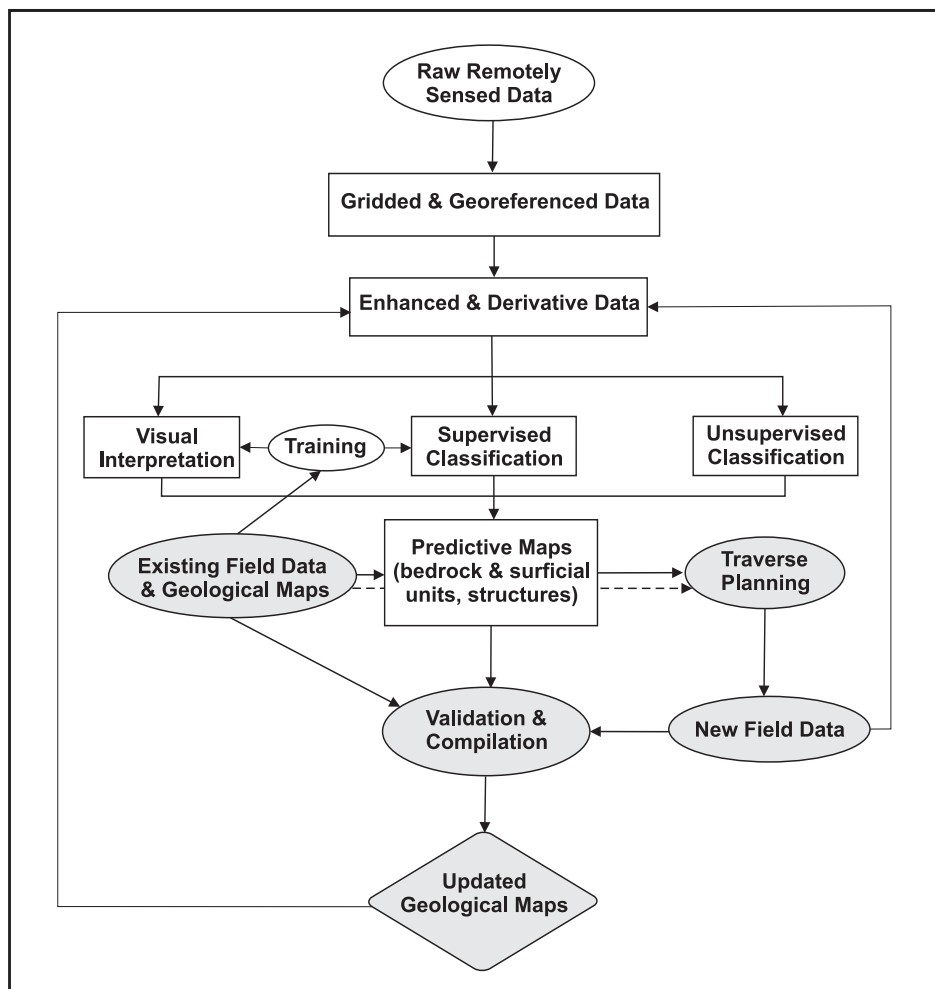 Raw Remotely
Sensed Data
Gridded & Georeferenced Data
Enhanced & Derivative Data
Visual
Interpretation
Training
Supervised
Classification
Unsupervised
Classification
Existing Field Data
& Geological Maps
Predictive Maps
(bedrock & surficial
units, structures)
Traverse
Planning
Validation &
Compilation
New Field Data
Updated
Geological Maps